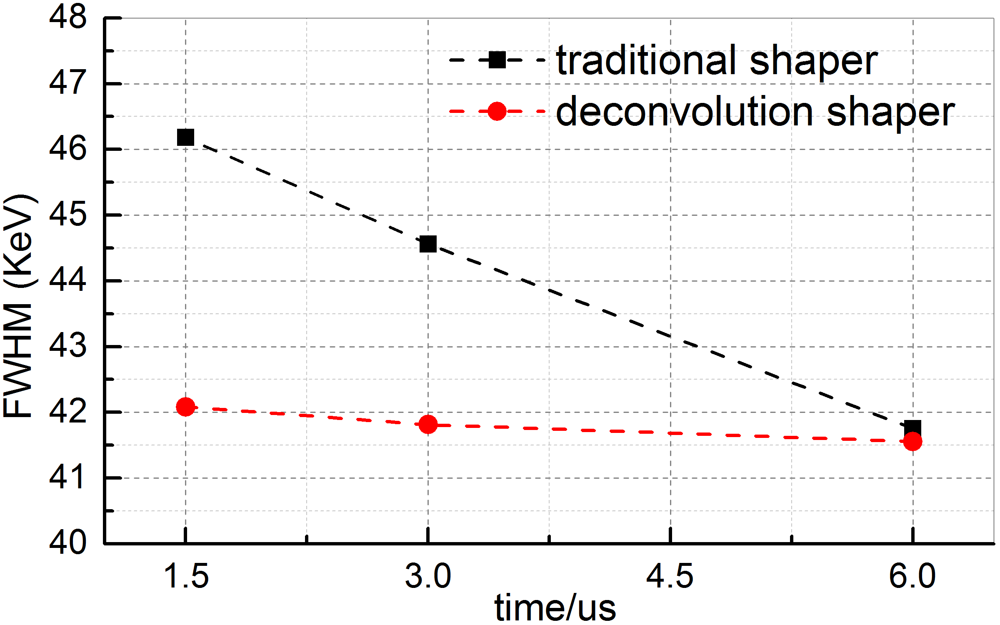 48
47
46
45
44
43
42
41
40
FWHM (KeV)
traditional shaper
deconvolution shaper
1.5 3.0 4.5 6.0
time/us